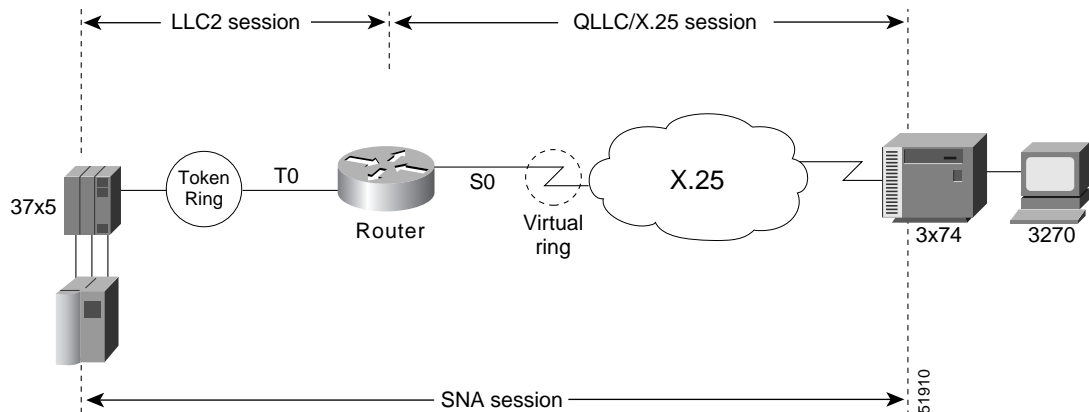 LLC2 session
QLLC/X.25 session
Token
Ring
T0
S0
X.25
37x5
Router
Virtual
ring
3x74
3270
SNA session
51910